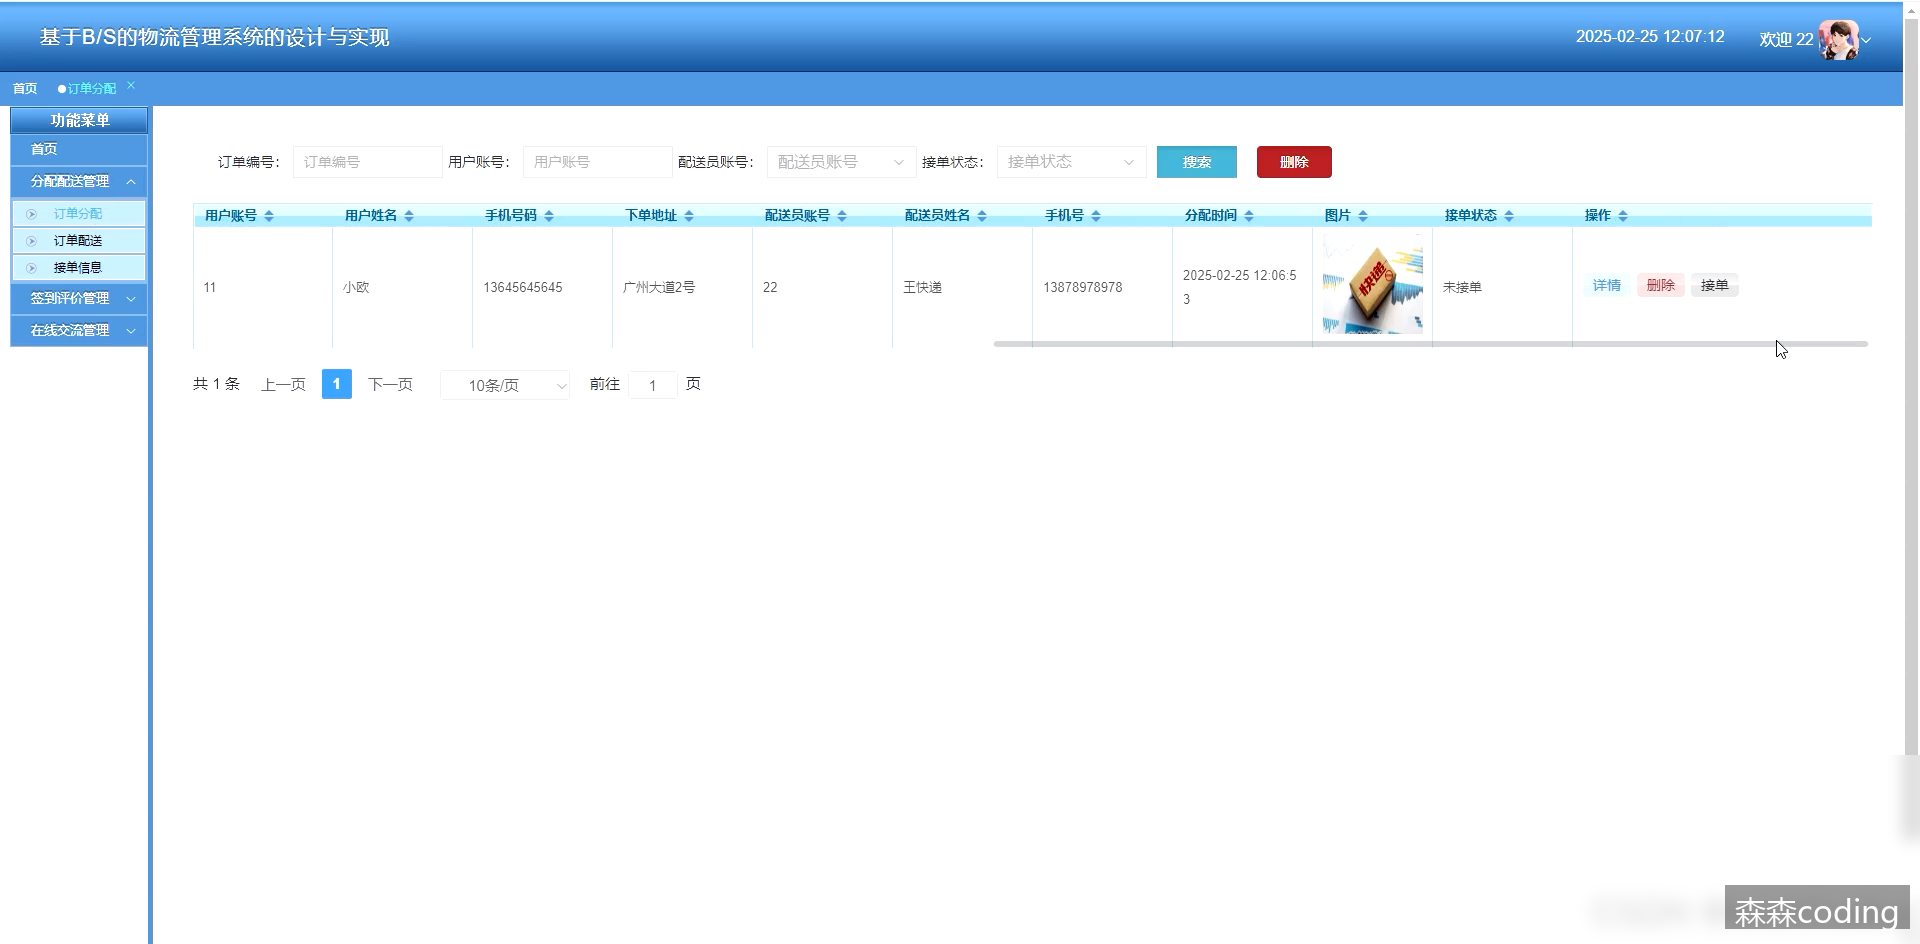 基于B/S的物流管理系统的设计与实现
2025-02-25 12:07:12
欢迎 22
首页
订单分配
功能菜单
首页
分配配送管理
订单分配
订单配送
接单信息
签到评价管理
在线交流管理
订单编号： 订单编号 用户账号： 用户账号 配送员账号： 配送员账号 接单状态： 接单状态 搜索 删除
用户账号 用户姓名 手机号码 下单地址 配送员账号 配送员姓名 手机号 分配时间 图片 接单状态 操作
11 小欧 13645645645 广州大道2号 22 王快递 13878978978 2025-02-25 12:06:5
3
快递
未接单 详情 删除 接单
共 1 条 上一页 1 下一页 10条/页 前往 1 页
森森coding